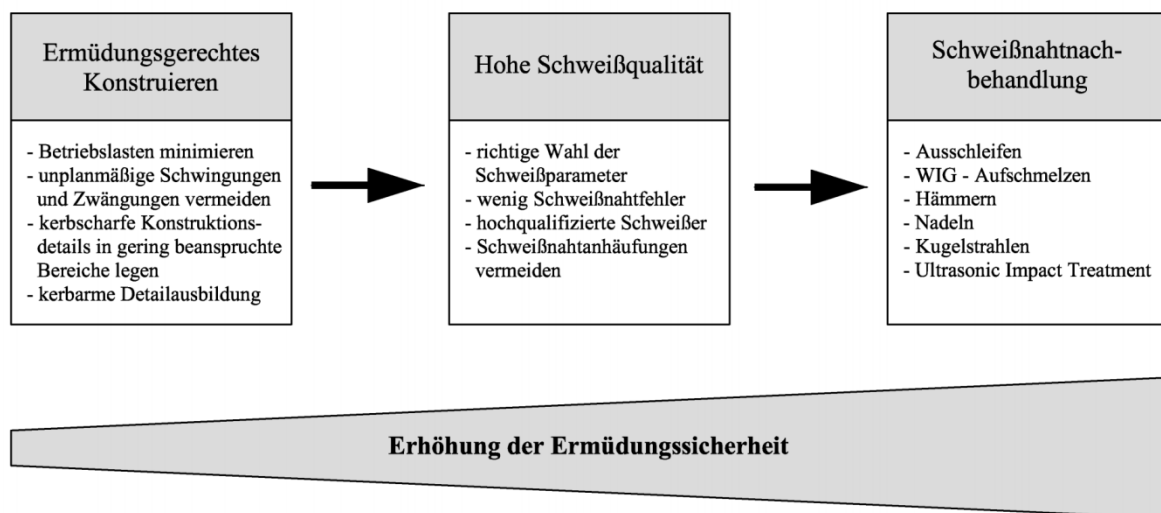 Ermüdungsgerechtes
Konstruieren
- Betriebslasten minimieren
- unplanmäßige Schwingungen
und Zwängungen vermeiden
- kerbscharfe Konstruktions-
details in gering beanspruchte
Bereiche legen
- kerbarme Detailausbildung
Hohe Schweißqualität
- richtige Wahl der
Schweißparameter
- wenig Schweißnahtfehler
- hochqualifizierte Schweißer
- Schweißnahtanhäufungen
vermeiden
Schweißnahtnach-
behandlung
- Ausschleifen
- WIG - Aufschmelzen
- Hämmern
- Nadeln
- Kugelstrahlen
- Ultrasonic Impact Treatment
Erhöhung der Ermüdungssicherheit